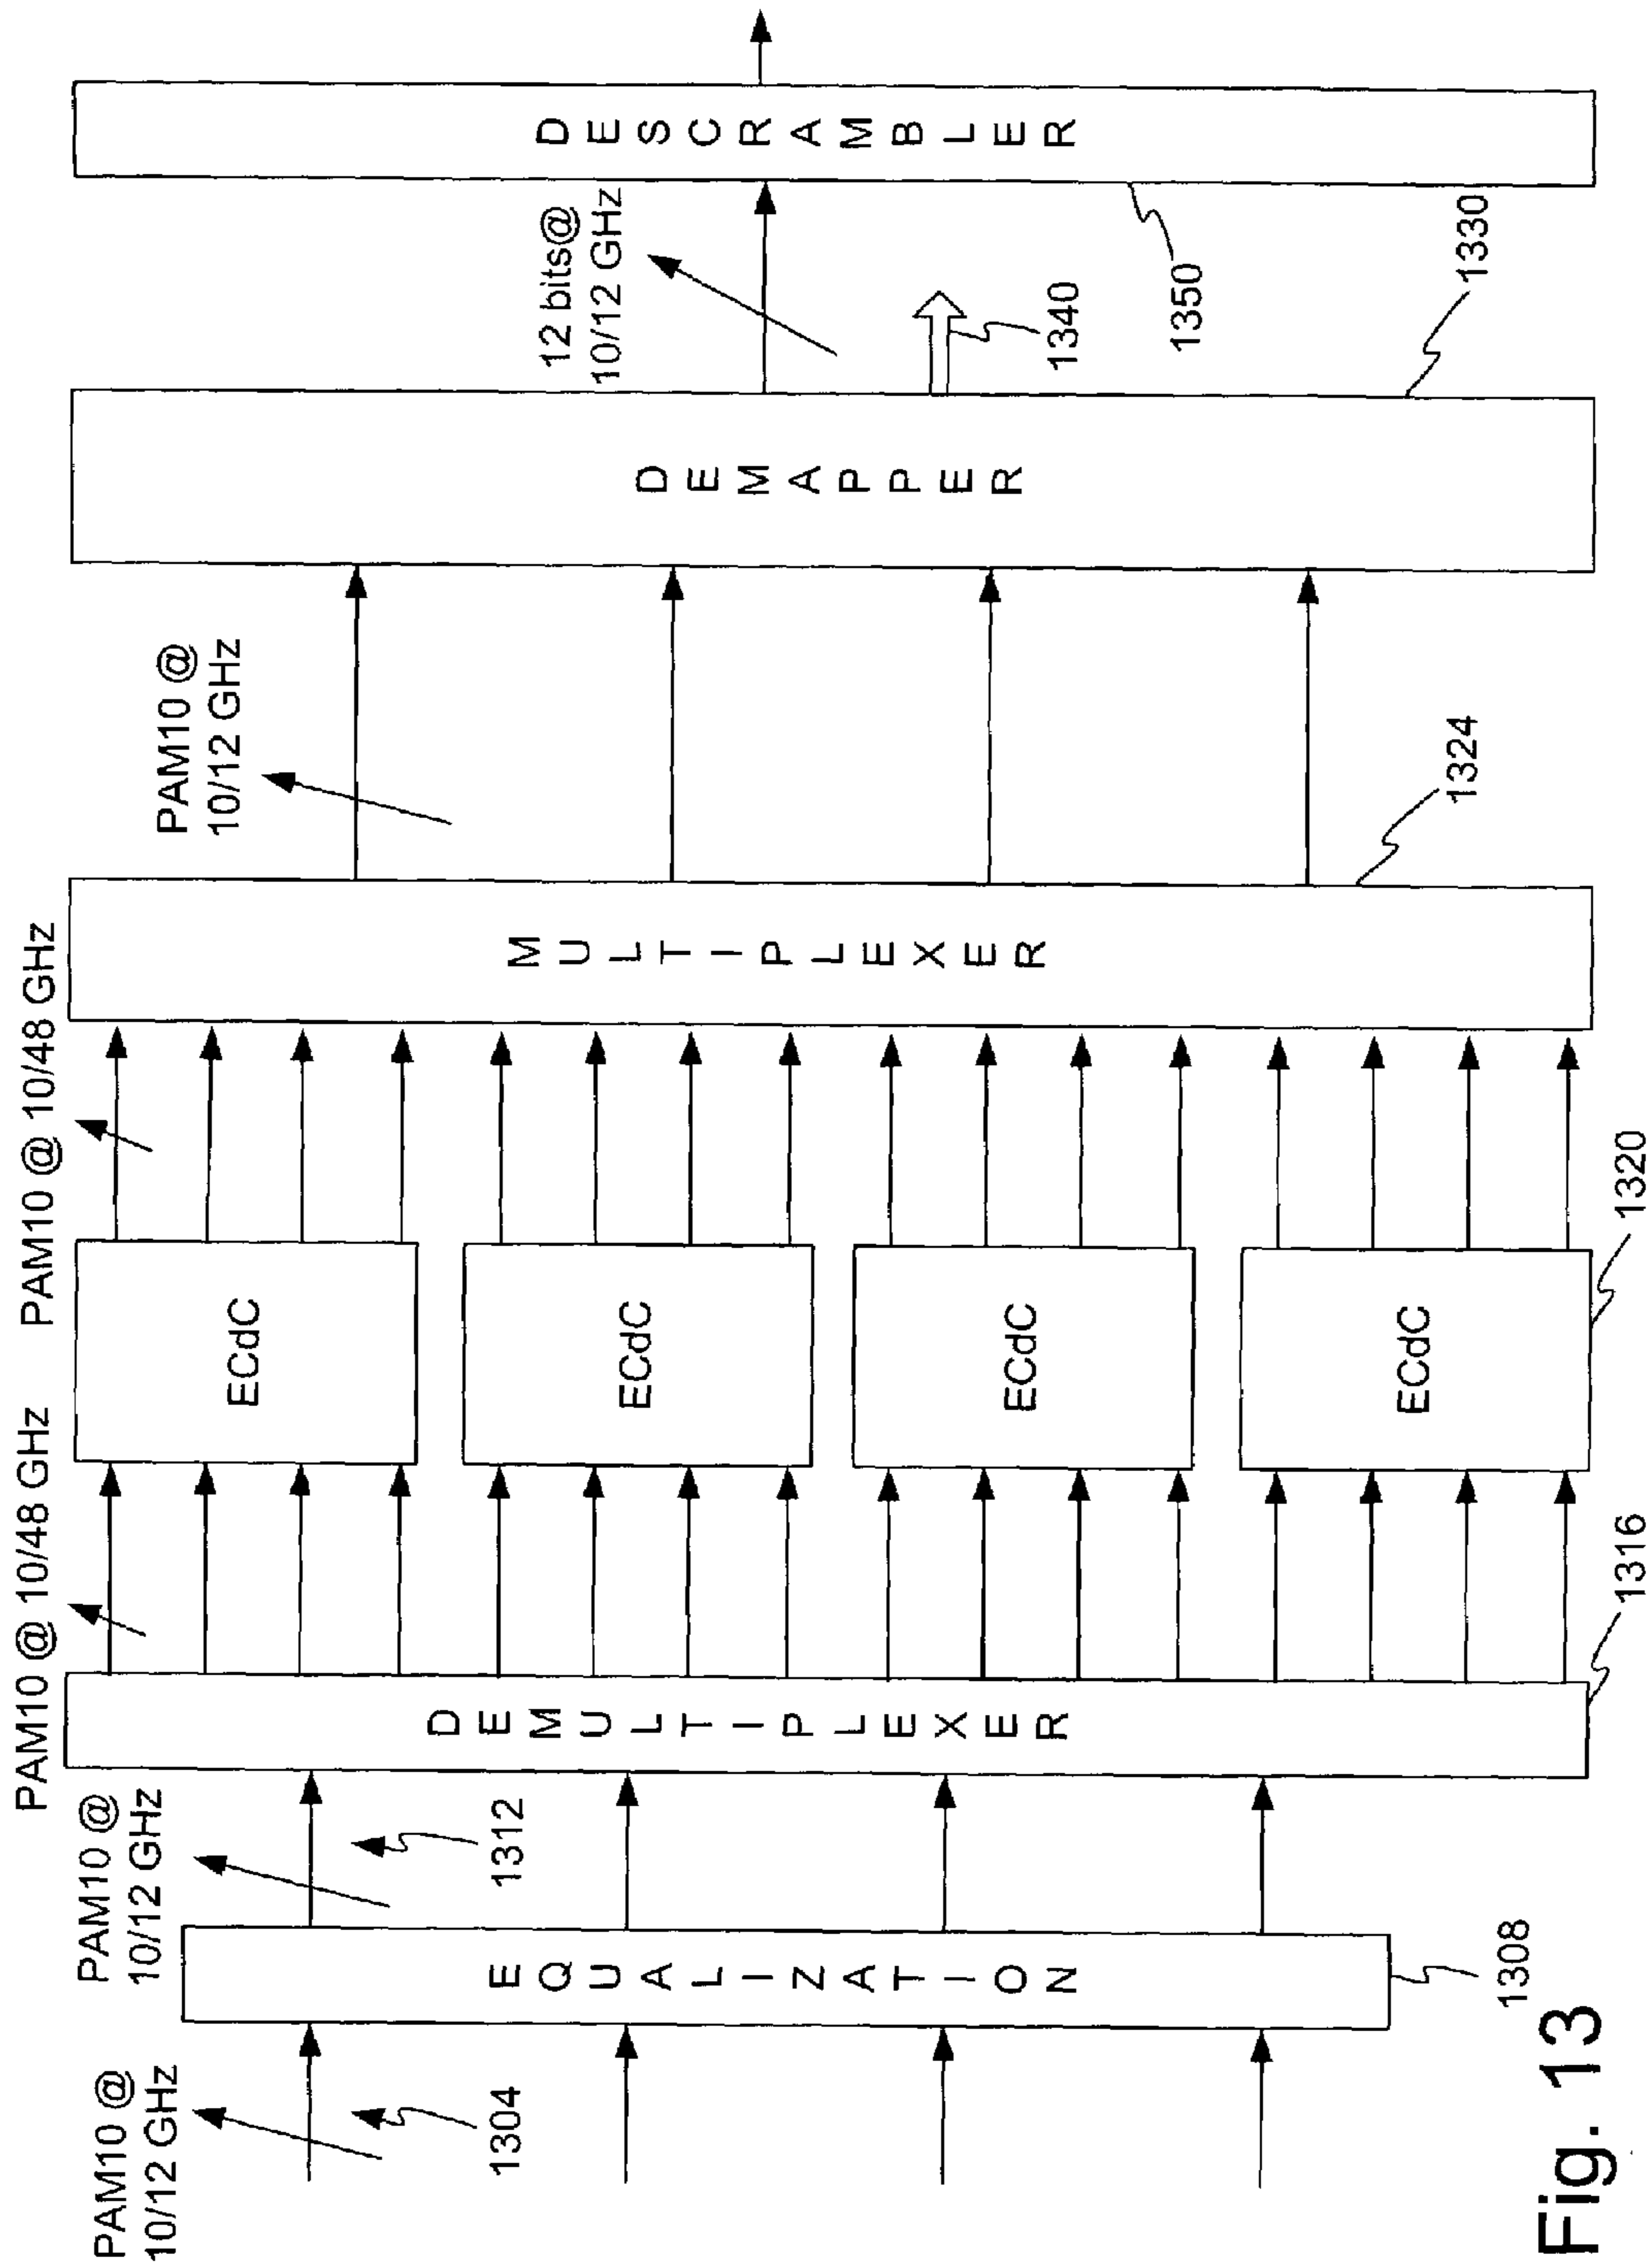 PAM10 @
10/12 GHz
1304
EQUALIZATION
1308
PAM10 @
10/12 GHz
1312
DEMULTIPLEXER
1316
PAM10 @ 10/48 GHz
ECdC
ECdC
ECdC
ECdC
1320
PAM10 @ 10/48 GHz
MULTIPLEXER
1324
PAM10 @
10/12 GHz
DEMAPPER
1330
12 bits@
10/12 GHz
1340
DESCRAMBLER
1350
Fig. 13